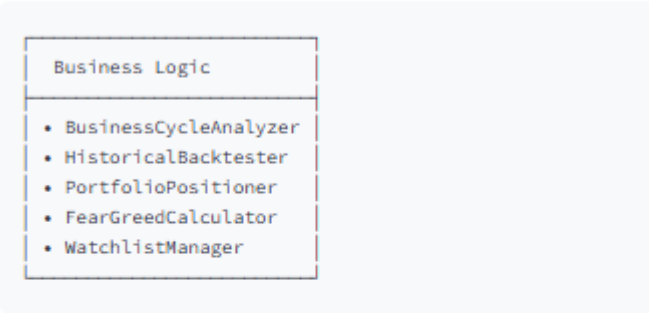 Business Logic
• BusinessCycleAnalyzer
• HistoricalBacktester
• PortfolioPositioner
• FearGreedCalculator
• WatchlistManager